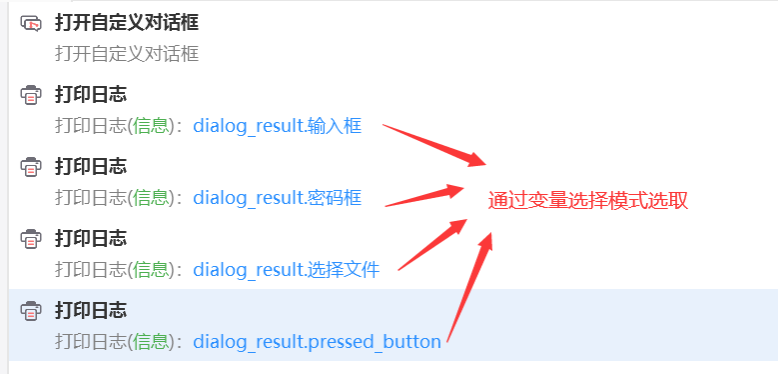 打开自定义对话框
打开自定义对话框
打印日志
打印日志(信息)：dialog_result.输入框
打印日志
打印日志(信息)：dialog_result.密码框
通过变量选择模式选取
打印日志
打印日志(信息)：dialog_result.选择文件
打印日志
打印日志(信息)：dialog_result.pressed_button